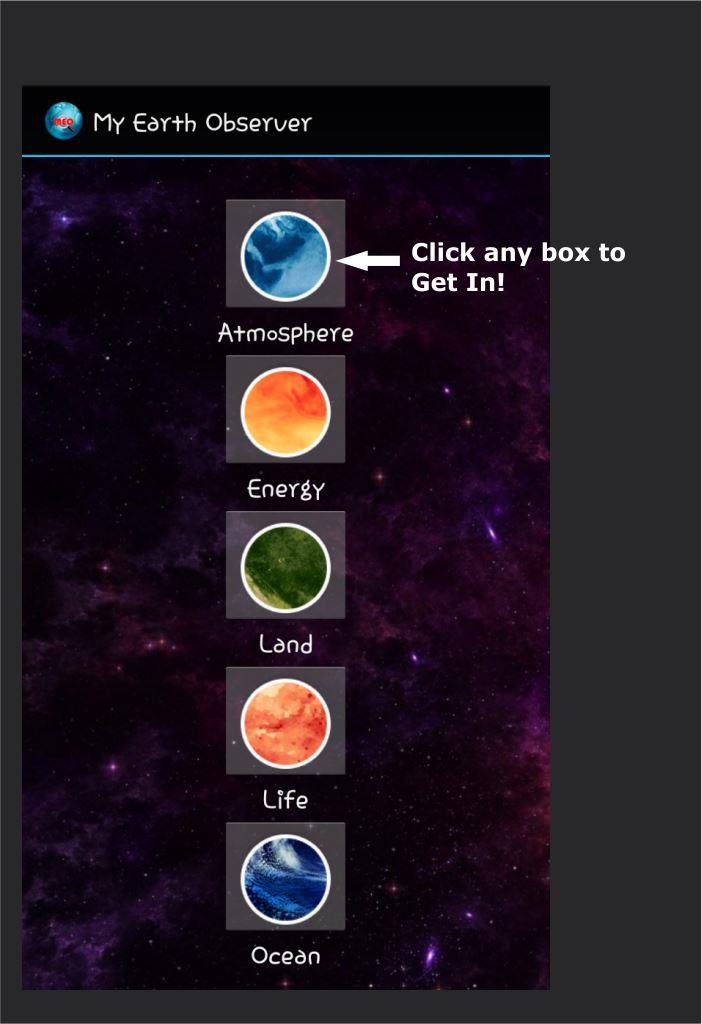 MEO
My Earth Observer
Click any box to
Get In!
Atmosphere
Energy
Land
Life
Ocean